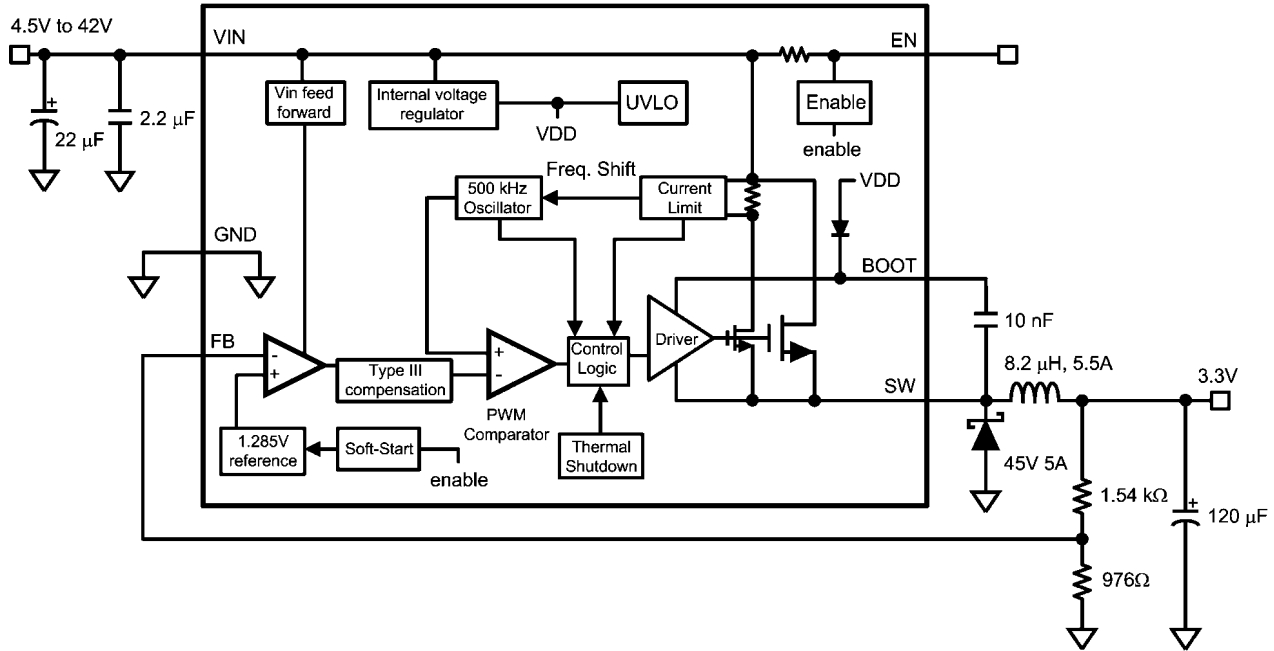 4.5V to 42V
VIN
EN
Vin feed
forward
Internal voltage
regulator
UVLO
Enable
+
22 µF
2.2 µF
VDD
enable
Freq. Shift
VDD
500 kHz
Oscillator
Current
Limit
GND
BOOT
10 nF
FB
-
+
Type III
compensation
+
-
Control
Logic
Driver
8.2 µH, 5.5A
SW
3.3V
PWM
Comparator
1.285V
reference
Soft-Start
enable
Thermal
Shutdown
45V 5A
1.54 kΩ
+
120 µF
976Ω